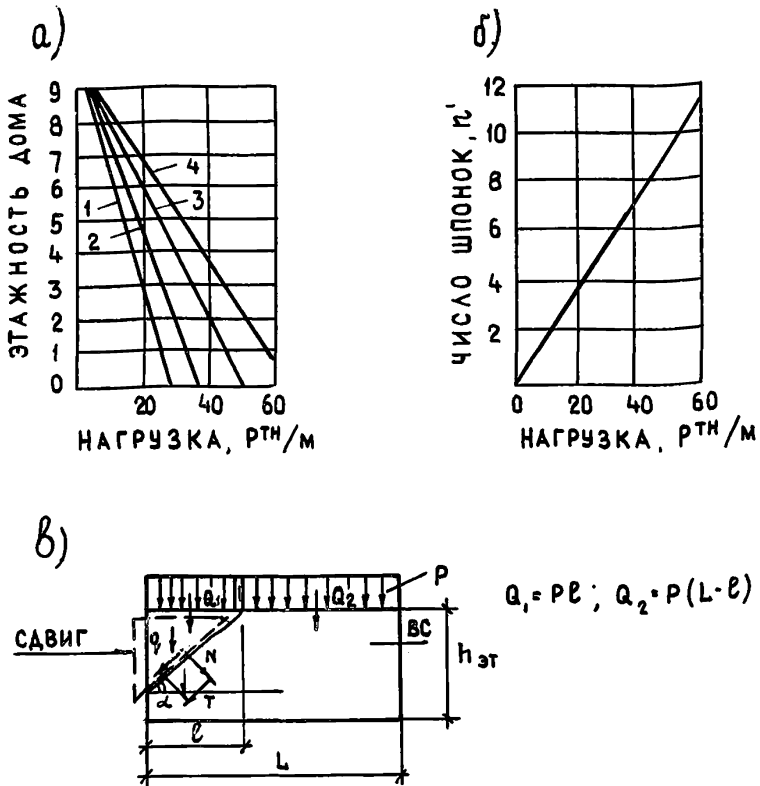 а)
ЭТАЖНОСТЬ ДОМА
9
8
7
6
5
4
3
2
1
0
1
2
3
4
20 40 60
НАГРУЗКА, Pтн/м
б)
ЧИСЛО ШПОНОК, n'
12
10
8
6
4
2
0 20 40 60
НАГРУЗКА, Pтн/м
в)
P
Q₁ Q₂
Q₁ = Pℓ; Q₂ = P(L-ℓ)
СДВИГ
q
N
α T
ВС
hэт
ℓ
L